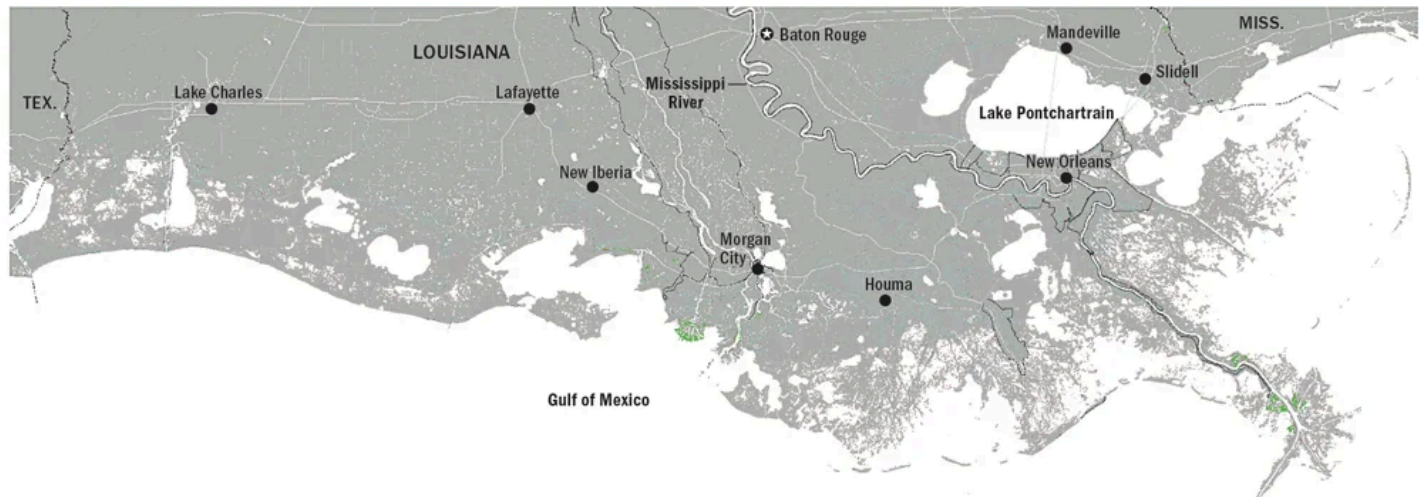 MISS.
Mandeville
Baton Rouge
LOUISIANA
Slidell
Mississippi
River
Lake Charles
Lafayette
TEX.
Lake Pontchartrain
New Orleans
New Iberia
Morgan
City
Houma
Gulf of Mexico